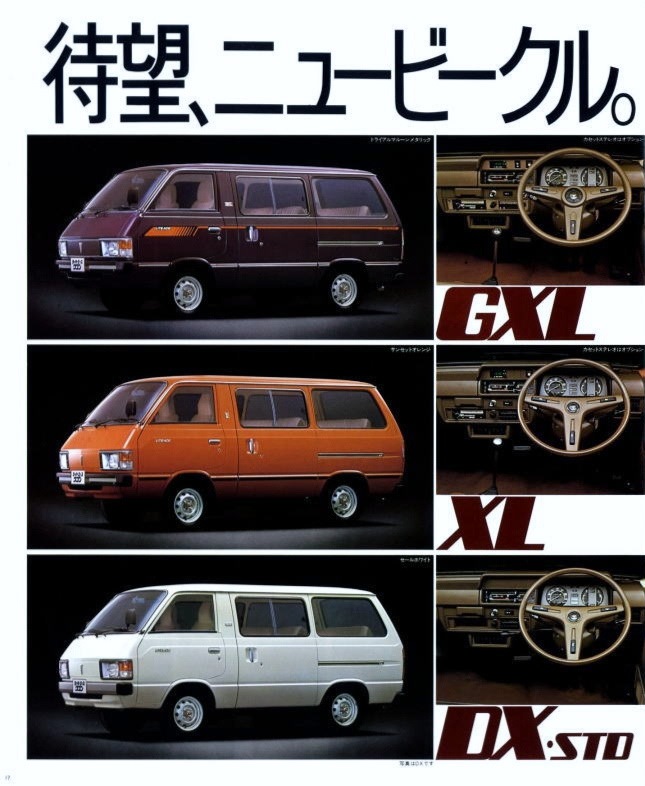 待望、ニュービークル。
トライアルマルーンメタリック
カセットステレオはオプション
GXL
サンセットオレンジ
カセットステレオはオプション
XL
セールホワイト
DX・STD
写真はDXです
17